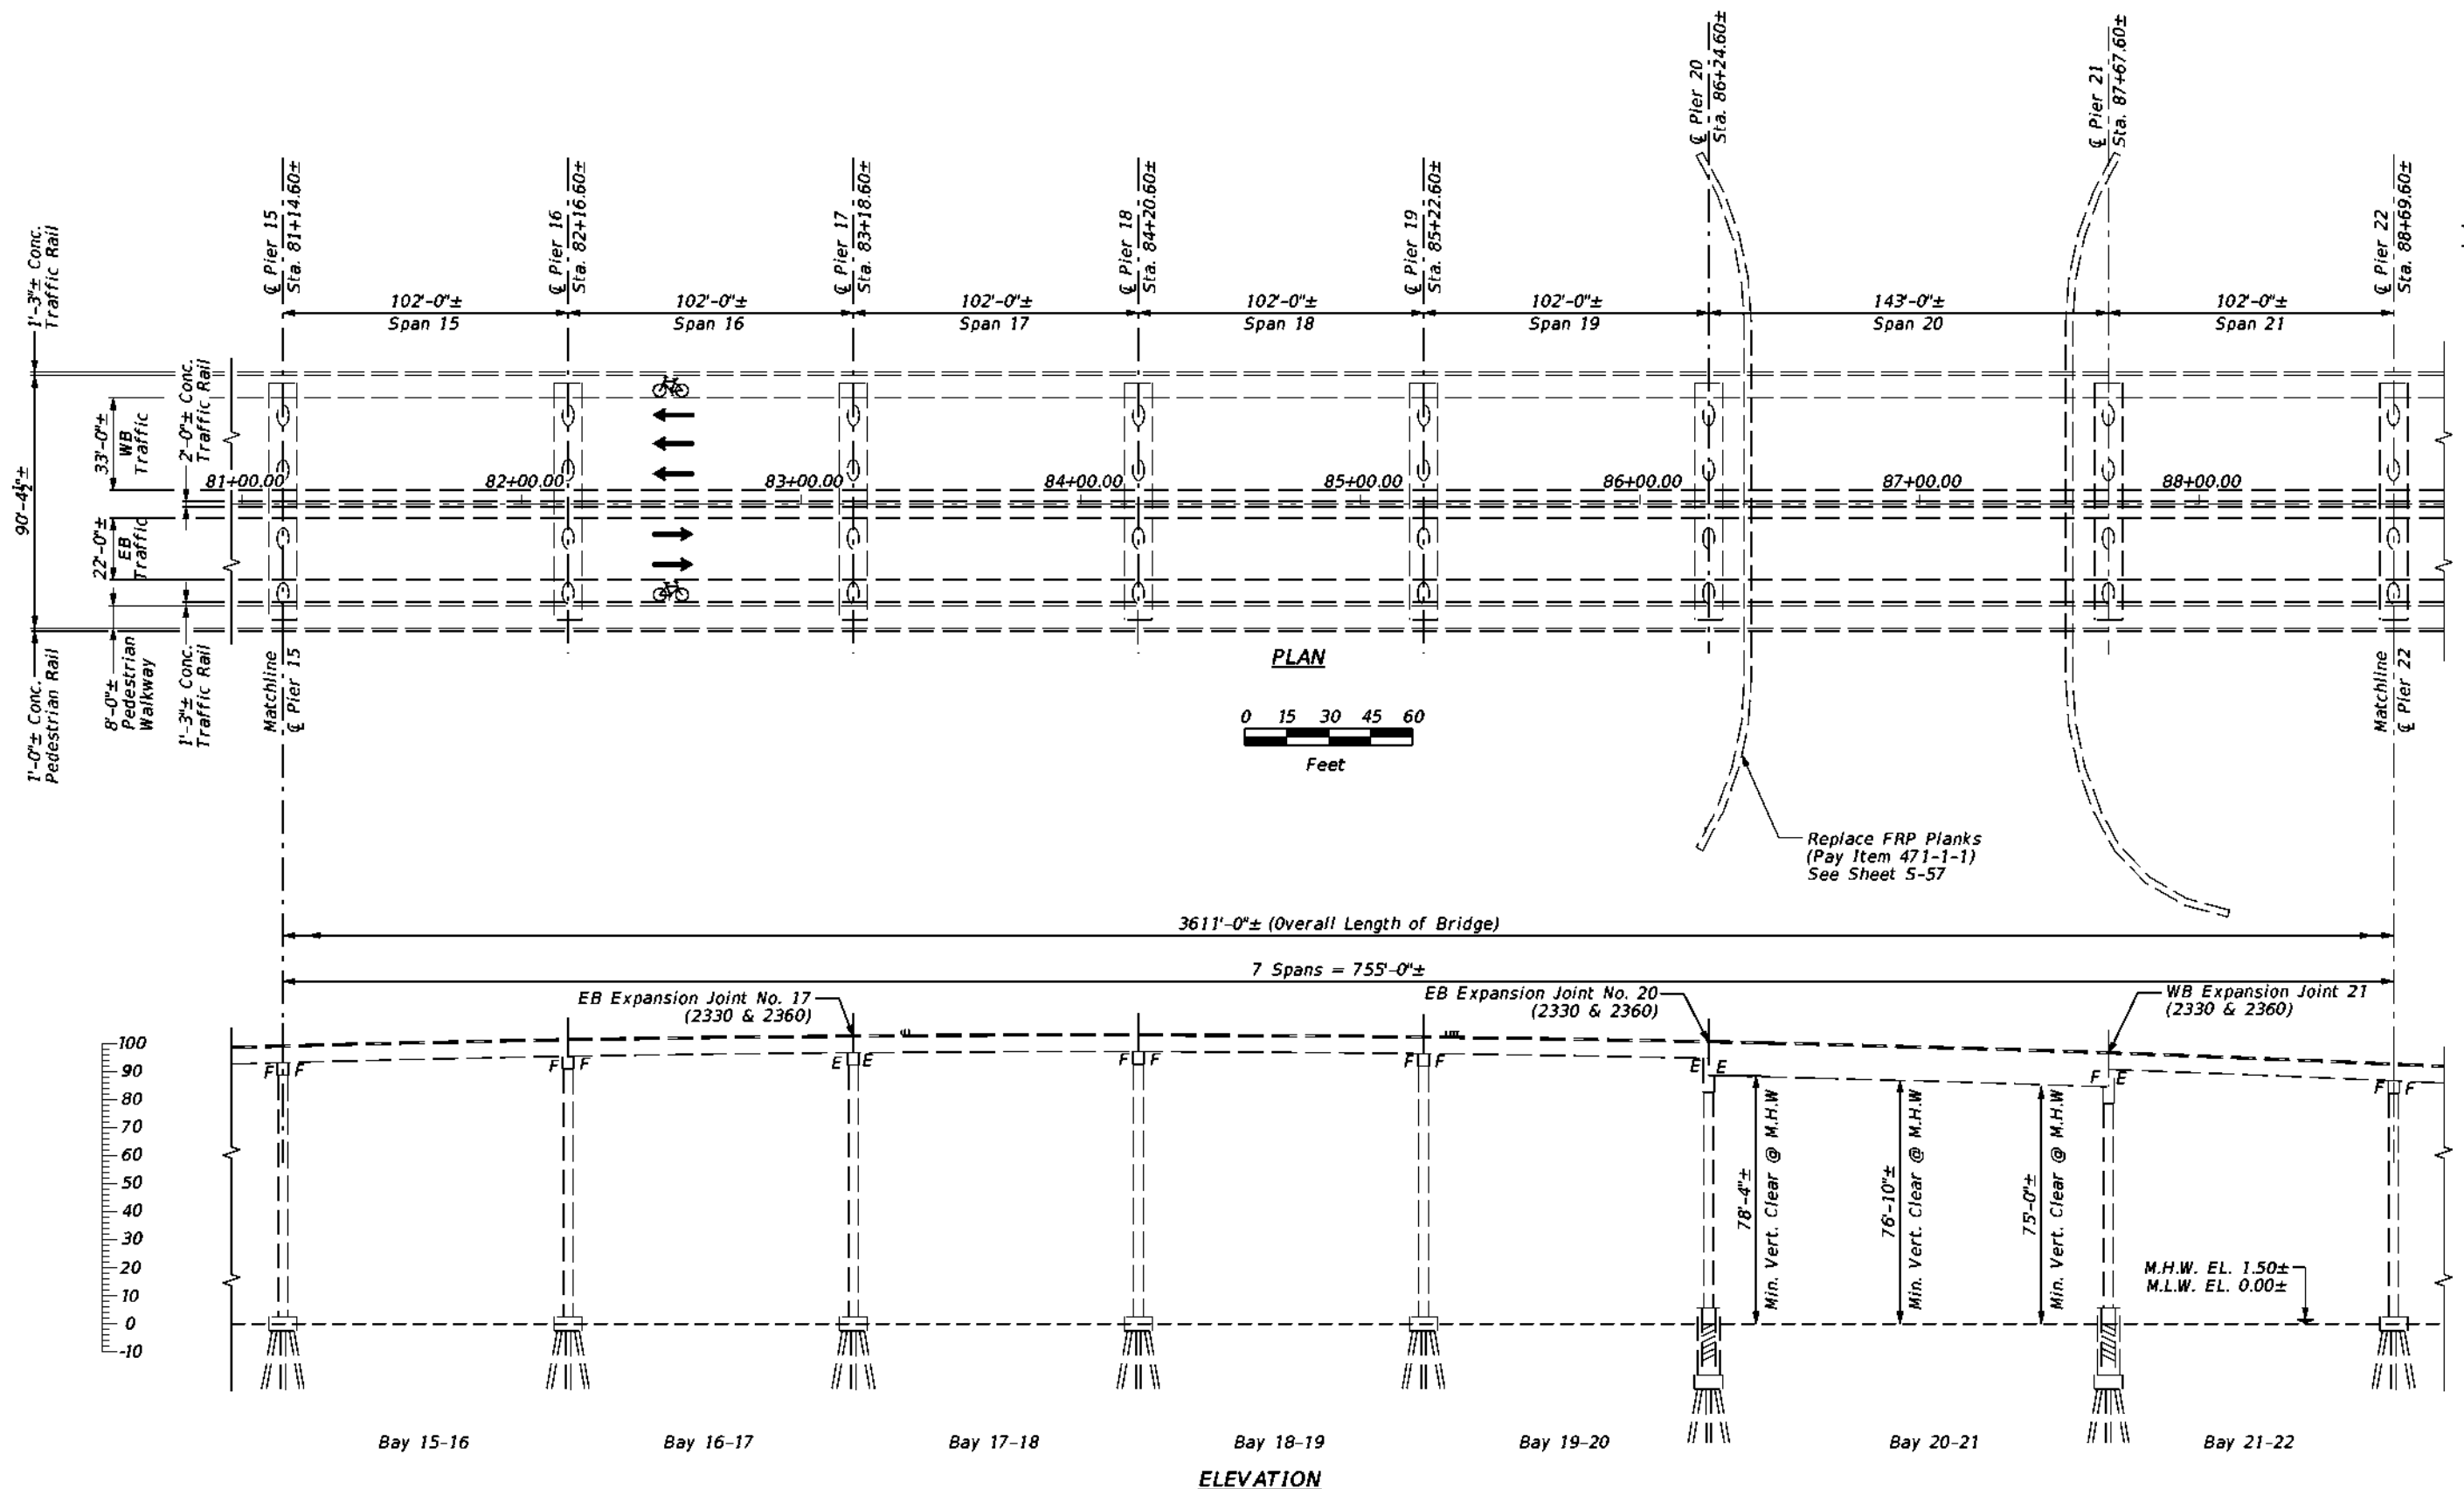 ℄ Pier 15
Sta. 81+14.60±
℄ Pier 16
Sta. 82+16.60±
℄ Pier 17
Sta. 83+18.60±
℄ Pier 18
Sta. 84+20.60±
℄ Pier 19
Sta. 85+22.60±
℄ Pier 20
Sta. 86+24.60±
℄ Pier 21
Sta. 87+67.60±
℄ Pier 22
Sta. 88+69.60±
102'-0"±
Span 15
102'-0"±
Span 16
102'-0"±
Span 17
102'-0"±
Span 18
102'-0"±
Span 19
143'-0"±
Span 20
102'-0"±
Span 21
1'-3"± Conc.
Traffic Rail
90'-4½"±
33'-0"±
WB
Traffic
2'-0"± Conc.
Traffic Rail
22'-0"±
EB
Traffic
81+00.00
82+00.00
83+00.00
84+00.00
85+00.00
86+00.00
87+00.00
88+00.00
1'-0"± Conc.
Pedestrian Rail
8'-0"±
Pedestrian
Walkway
1'-3"± Conc.
Traffic Rail
Matchline
℄ Pier 15
PLAN
0 15 30 45 60
Feet
Matchline
℄ Pier 22
Replace FRP Planks
(Pay Item 471-1-1)
See Sheet S-57
3611'-0"± (Overall Length of Bridge)
7 Spans = 755'-0"±
EB Expansion Joint No. 17
(2330 & 2360)
EB Expansion Joint No. 20
(2330 & 2360)
WB Expansion Joint 21
(2330 & 2360)
100
90
80
70
60
50
40
30
20
10
0
-10
F F
F F
E E
F F
F F
E E
F E
F F
78'-4"±
Min. Vert. Clear @ M.H.W
76'-10"±
Min. Vert. Clear @ M.H.W
75'-0"±
Min. Vert. Clear @ M.H.W
M.H.W. EL. 1.50±
M.L.W. EL. 0.00±
Bay 15-16
Bay 16-17
Bay 17-18
Bay 18-19
Bay 19-20
Bay 20-21
Bay 21-22
ELEVATION